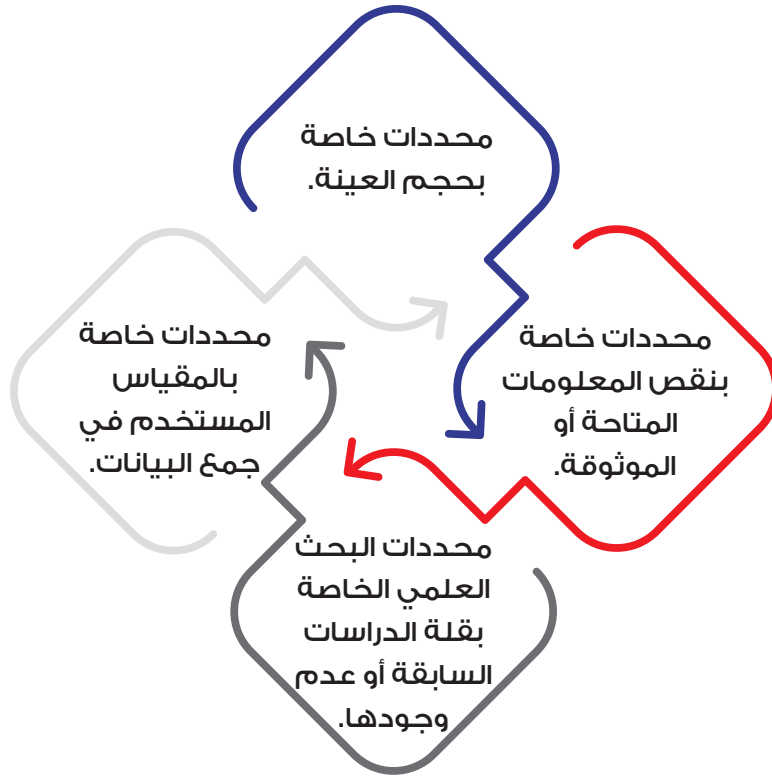 محددات خاصة
بحجم العينة.
محددات خاصة
بنقص المعلومات
المتاحة أو
الموثوقة.
محددات البحث
العلمي الخاصة
بقلة الدراسات
السابقة أو عدم
وجودها.
محددات خاصة
بالمقياس
المستخدم في
جمع البيانات.